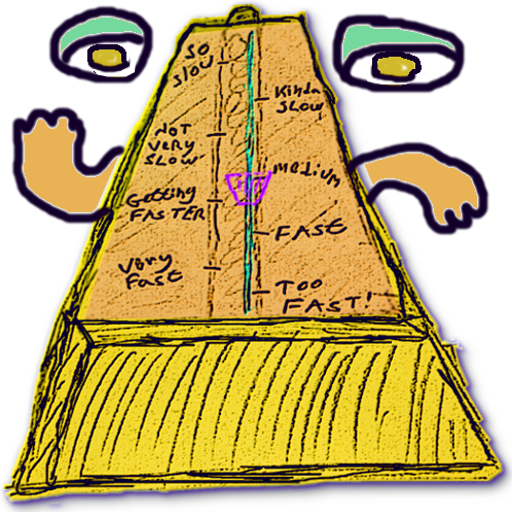 So
SLOW
Kinda
SLOW
NOT
VERY
SLOW
MEDIUM
Getting
FASTER
FAST
Very
Fast
TOO
FAST!